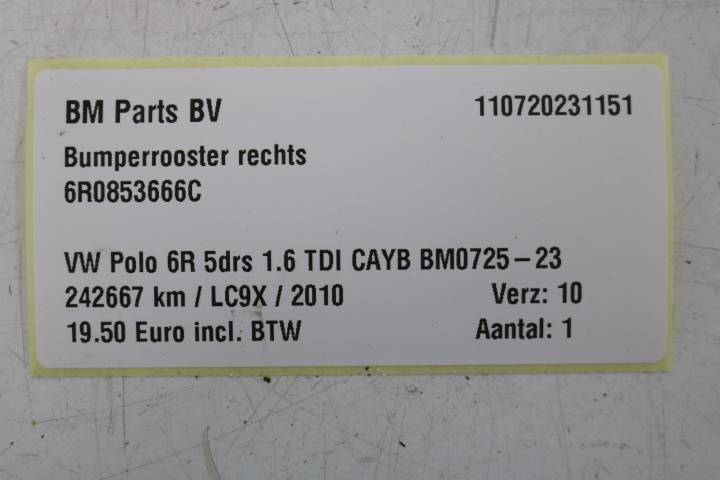 BM Parts BV 110720231151
Bumperrooster rechts
6R0853666C
VW Polo 6R 5drs 1.6 TDI CAYB BM0725-23
242667 km / LC9X / 2010 Verz: 10
19.50 Euro incl. BTW Aantal: 1